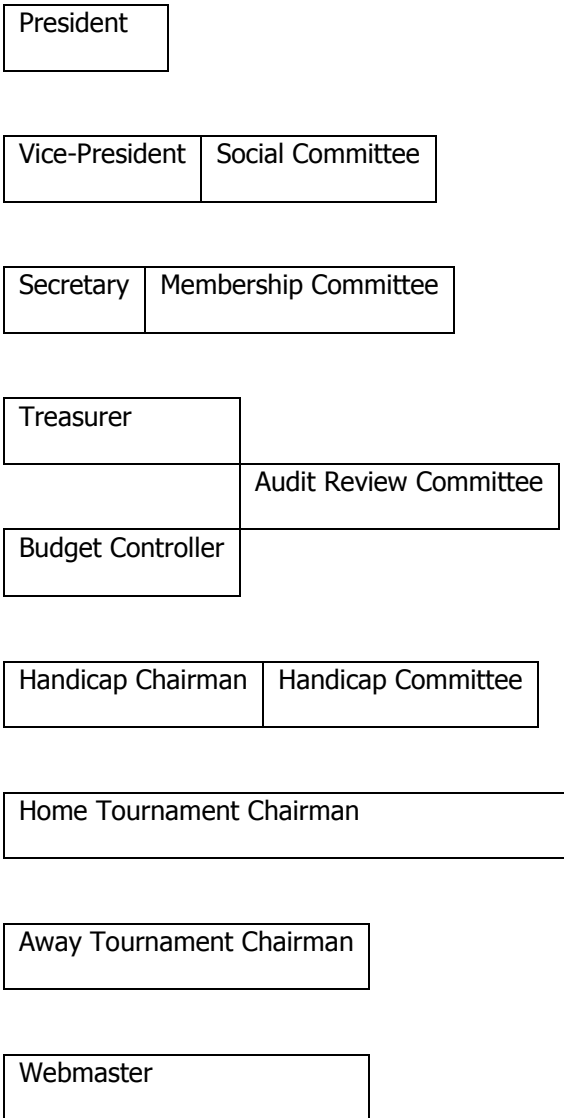 President
Vice-President Social Committee
Secretary Membership Committee
Treasurer
Audit Review Committee
Budget Controller
Handicap Chairman Handicap Committee
Home Tournament Chairman
Away Tournament Chairman
Webmaster